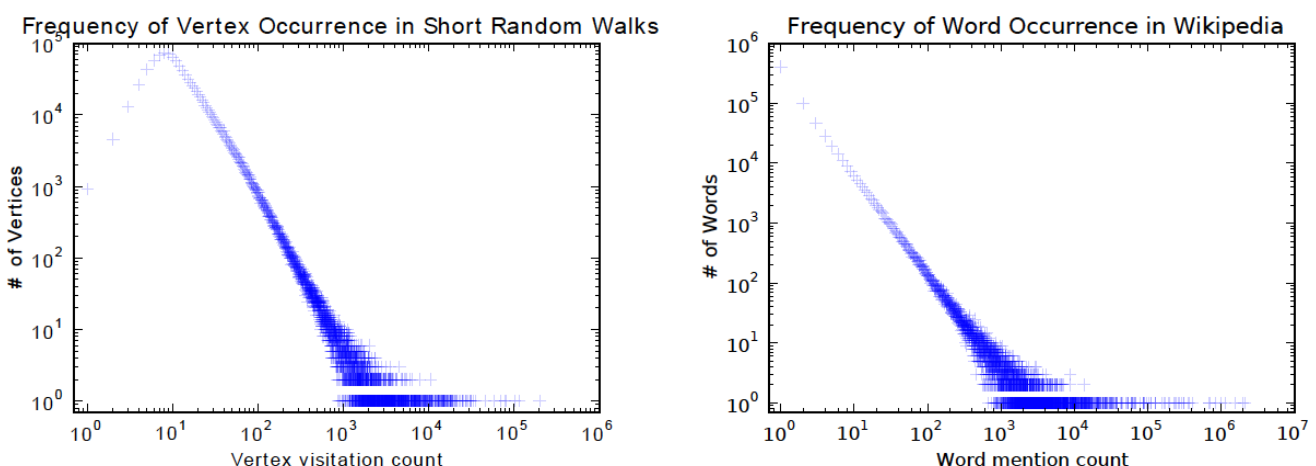 Frequency of Vertex Occurrence in Short Random Walks
# of Vertices
10^5
10^4
10^3
10^2
10^1
10^0
10^0 10^1 10^2 10^3 10^4 10^5 10^6
Vertex visitation count
Frequency of Word Occurrence in Wikipedia
# of Words
10^6
10^5
10^4
10^3
10^2
10^1
10^0
10^0 10^1 10^2 10^3 10^4 10^5 10^6 10^7
Word mention count